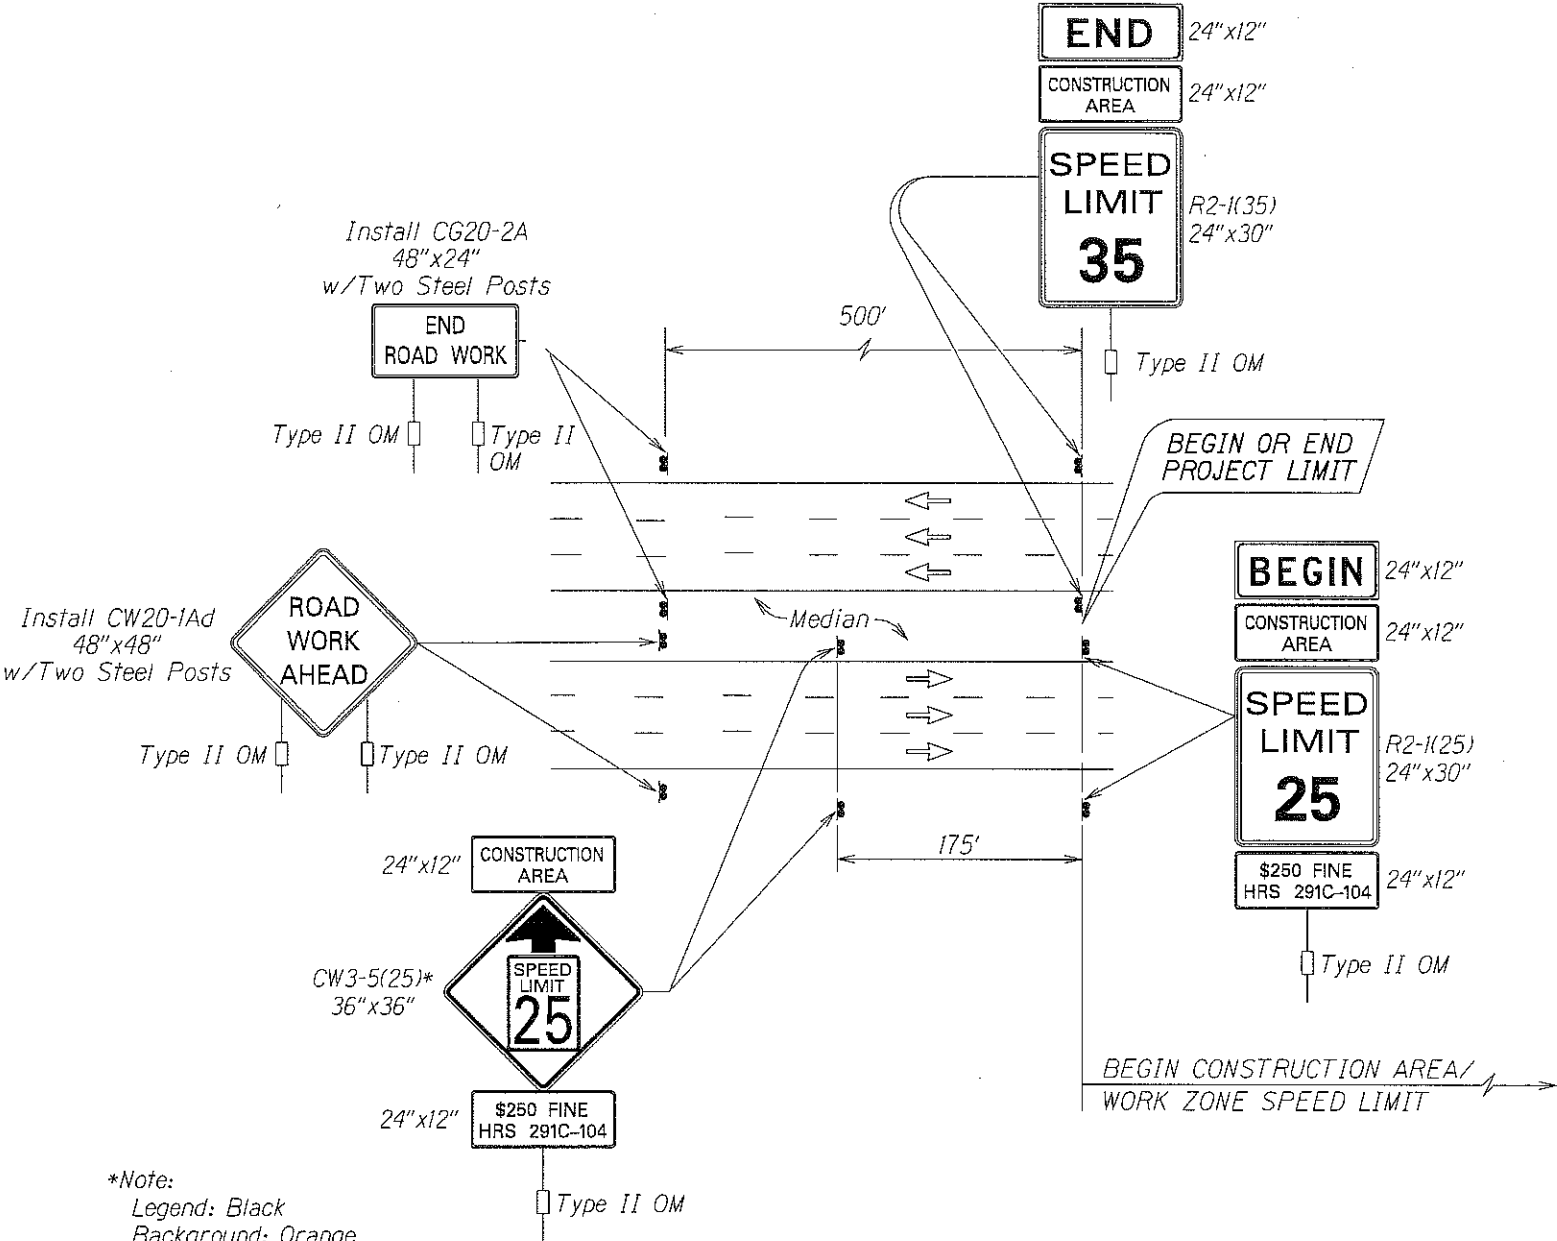 END
24"x12"
CONSTRUCTION
AREA
24"x12"
SPEED
LIMIT
35
R2-1(35)
24"x30"
Type II OM
Install CG20-2A
48"x24"
w/Two Steel Posts
END
ROAD WORK
Type II OM
Type II
OM
500'
BEGIN OR END
PROJECT LIMIT
Install CW20-1Ad
48"x48"
w/Two Steel Posts
ROAD
WORK
AHEAD
Type II OM
Type II OM
Median
BEGIN
24"x12"
CONSTRUCTION
AREA
24"x12"
SPEED
LIMIT
25
R2-1(25)
24"x30"
$250 FINE
HRS 291C-104
24"x12"
Type II OM
175'
24"x12"
CONSTRUCTION
AREA
CW3-5(25)*
36"x36"
SPEED
LIMIT
25
24"x12"
$250 FINE
HRS 291C-104
Type II OM
BEGIN CONSTRUCTION AREA/
WORK ZONE SPEED LIMIT
*Note:
Legend: Black
Background: Orange